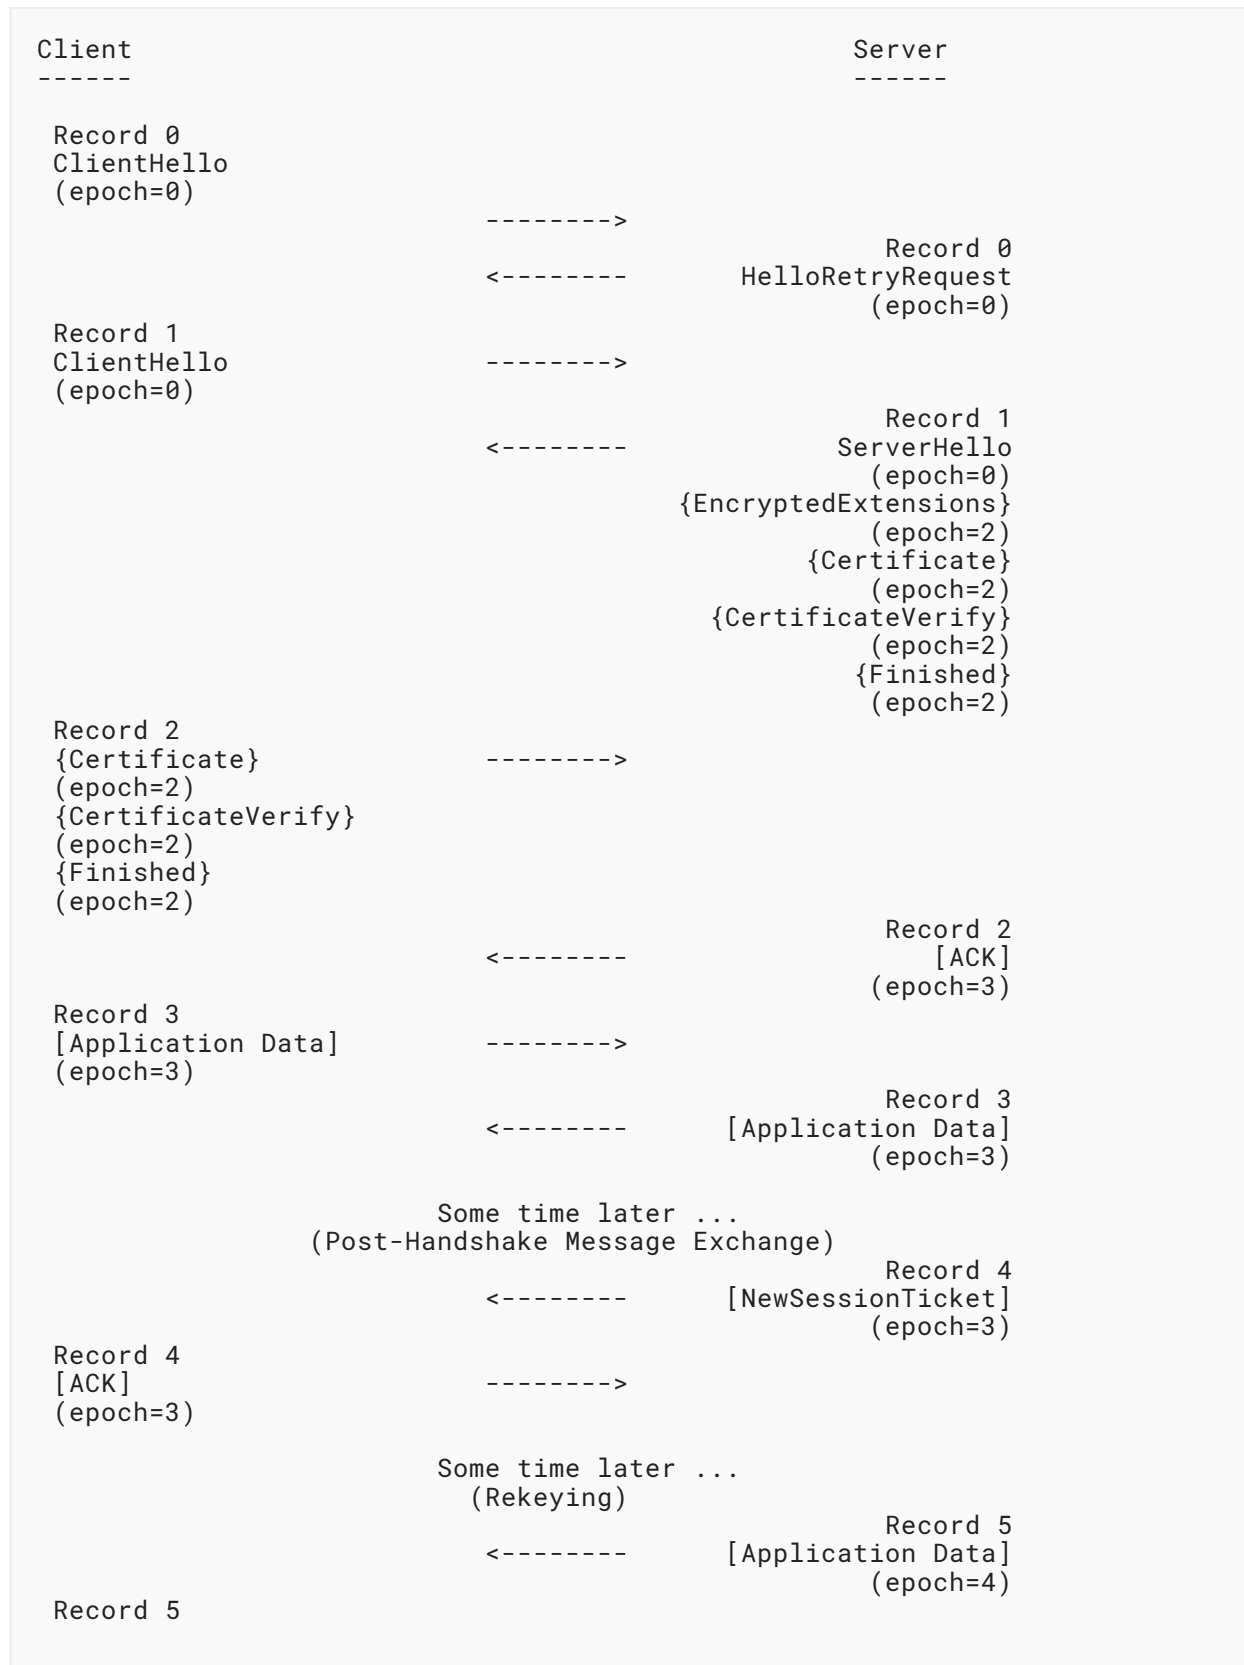 Client                                             Server
------                                             ------

 Record 0
 ClientHello
 (epoch=0)
                            -------->
                                                     Record 0
                            <--------       HelloRetryRequest
                                                    (epoch=0)
 Record 1
 ClientHello                -------->
 (epoch=0)
                                                     Record 1
                            <--------             ServerHello
                                                    (epoch=0)
                                        {EncryptedExtensions}
                                                    (epoch=2)
                                                {Certificate}
                                                    (epoch=2)
                                          {CertificateVerify}
                                                    (epoch=2)
                                                   {Finished}
                                                    (epoch=2)
 Record 2
 {Certificate}              -------->
 (epoch=2)
 {CertificateVerify}
 (epoch=2)
 {Finished}
 (epoch=2)
                                                     Record 2
                            <--------                   [ACK]
                                                    (epoch=3)
 Record 3
 [Application Data]         -------->
 (epoch=3)
                                                     Record 3
                            <--------      [Application Data]
                                                    (epoch=3)

                         Some time later ...
                 (Post-Handshake Message Exchange)
                                                     Record 4
                            <--------      [NewSessionTicket]
                                                    (epoch=3)
 Record 4
 [ACK]                      -------->
 (epoch=3)

                         Some time later ...
                           (Rekeying)
                                                     Record 5
                            <--------      [Application Data]
                                                    (epoch=4)
 Record 5